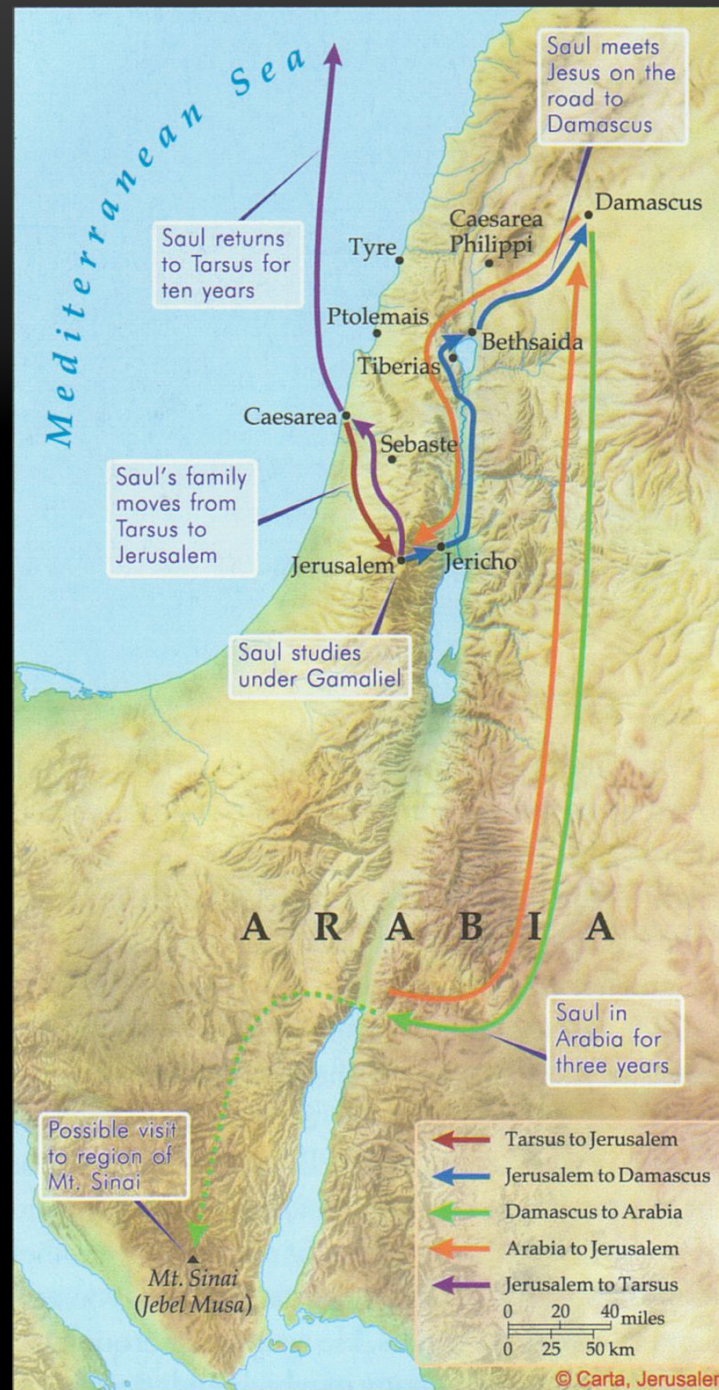 Mediterranean Sea
Saul meets
Jesus on the
road to
Damascus
Damascus
Caesarea
Philippi
Tyre
Saul returns
to Tarsus for
ten years
Ptolemais
Bethsaida
Tiberias
Caesarea
Sebaste
Saul's family
moves from
Tarsus to
Jerusalem
Jerusalem
Jericho
Saul studies
under Gamaliel
ARABIA
Saul in
Arabia for
three years
Possible visit
to region of
Mt. Sinai
Mt. Sinai
(Jebel Musa)
Tarsus to Jerusalem
Jerusalem to Damascus
Damascus to Arabia
Arabia to Jerusalem
Jerusalem to Tarsus
0 20 40 miles
0 25 50 km
© Carta, Jerusalem